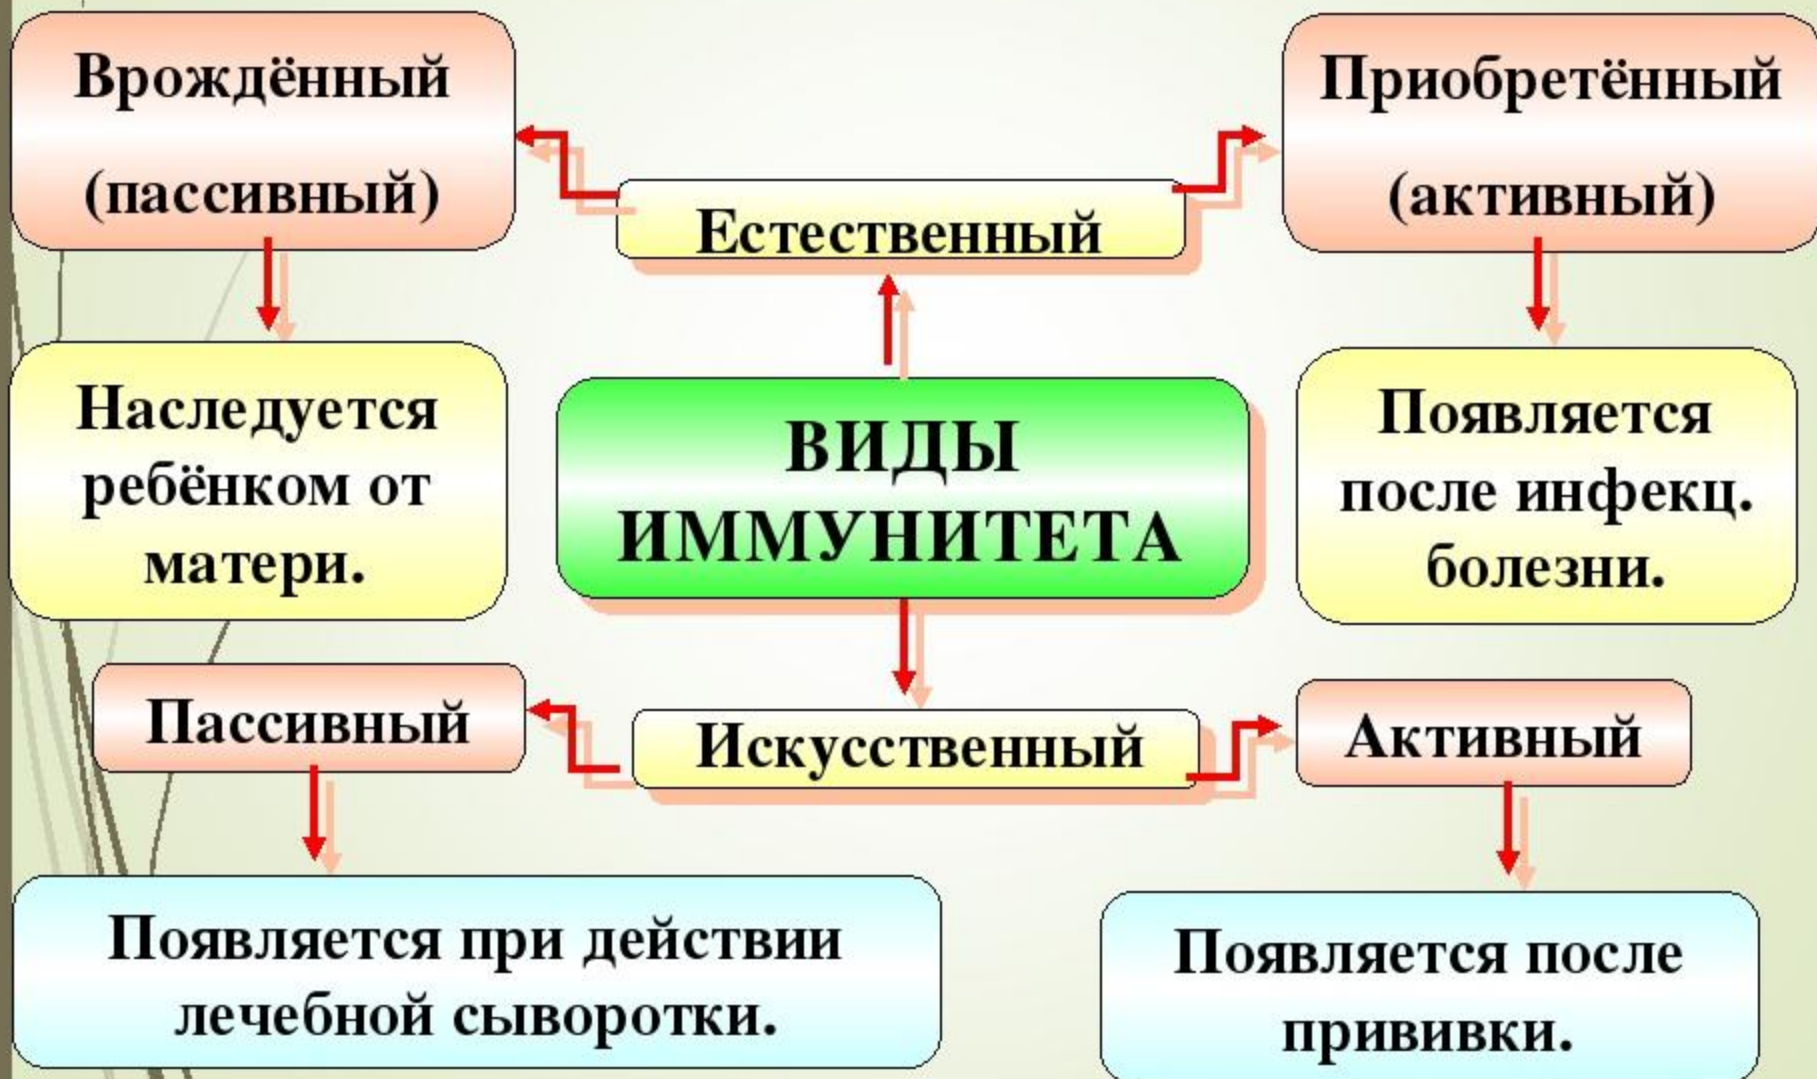 Врождённый
(пассивный)
Естественный
Приобретённый
(активный)
Наследуется
ребёнком от
матери.
ВИДЫ
ИММУНИТЕТА
Появляется
после инфекц.
болезни.
Пассивный
Искусственный
Активный
Появляется при действии
лечебной сыворотки.
Появляется после
прививки.